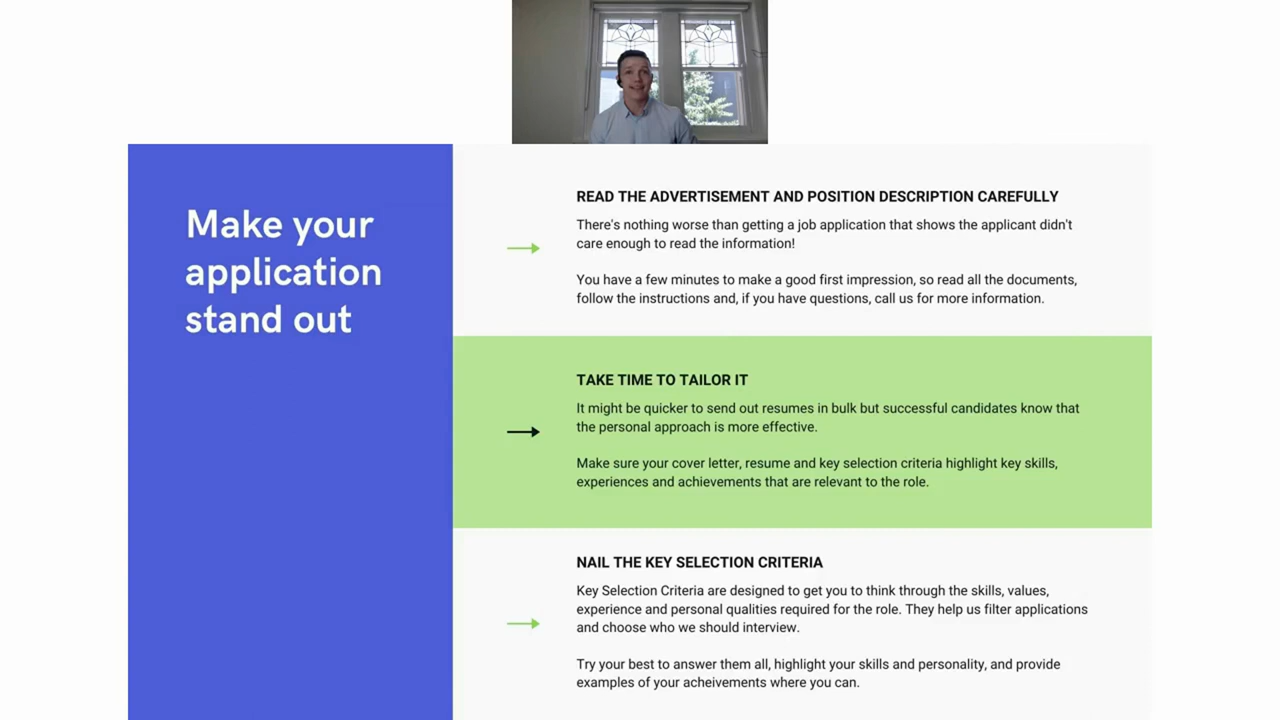 Make your
application
stand out
READ THE ADVERTISEMENT AND POSITION DESCRIPTION CAREFULLY
There's nothing worse than getting a job application that shows the applicant didn't
care enough to read the information!
You have a few minutes to make a good first impression, so read all the documents,
follow the instructions and, if you have questions, call us for more information.
TAKE TIME TO TAILOR IT
It might be quicker to send out resumes in bulk but successful candidates know that
the personal approach is more effective.
Make sure your cover letter, resume and key selection criteria highlight key skills,
experiences and achievements that are relevant to the role.
NAIL THE KEY SELECTION CRITERIA
Key Selection Criteria are designed to get you to think through the skills, values,
experience and personal qualities required for the role. They help us filter applications
and choose who we should interview.
Try your best to answer them all, highlight your skills and personality, and provide
examples of your acheivements where you can.